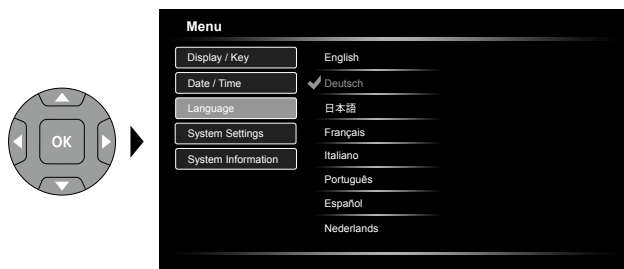 Menu
Display / Key
Date / Time
Language
System Settings
System Information
English
Deutsch
日本語
Français
Italiano
Português
Español
Nederlands
OK